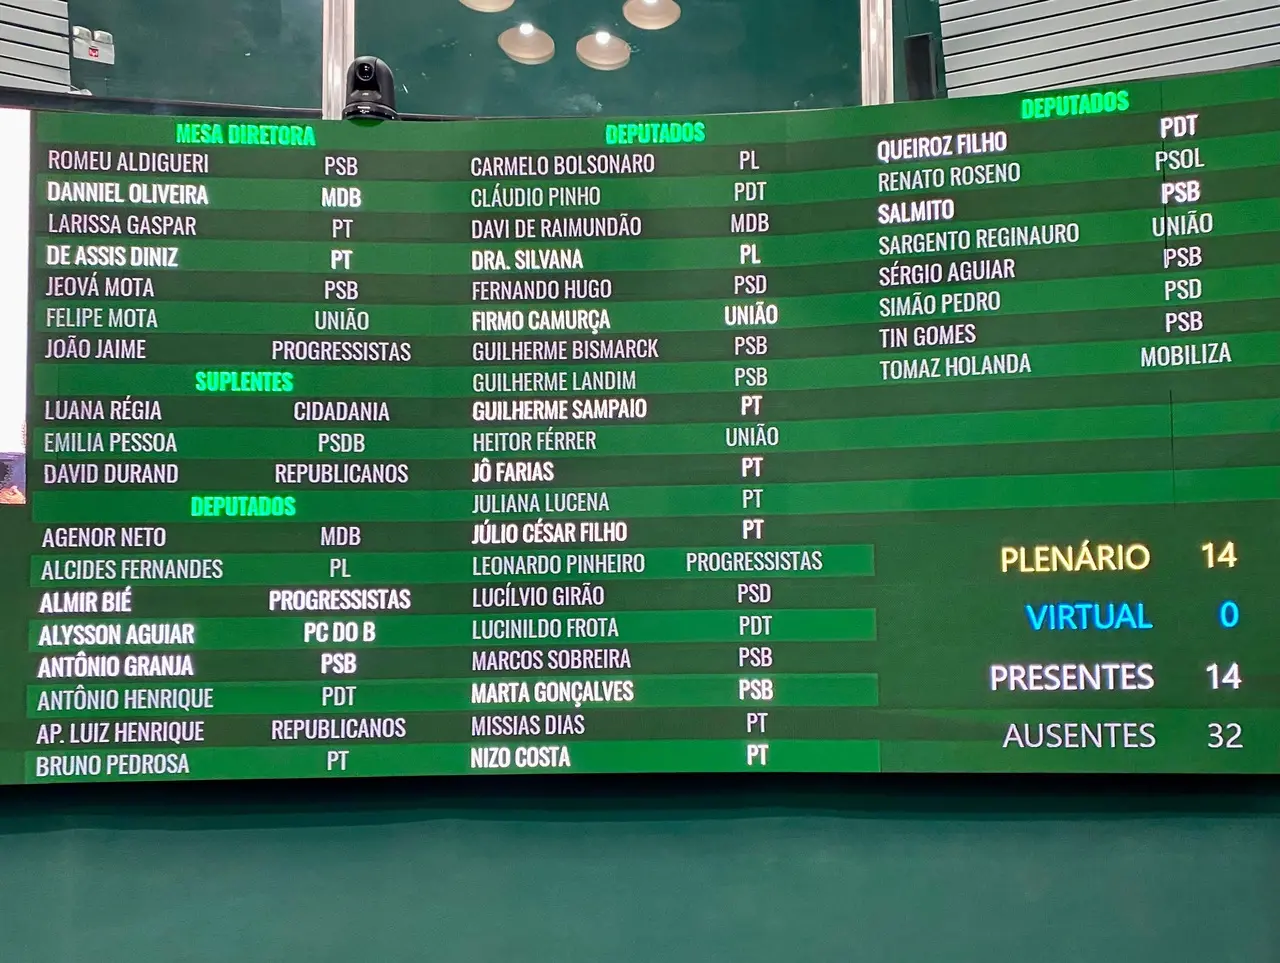 MESA DIRETORA
ROMEU ALDIGUERI PSB
DANNIEL OLIVEIRA MDB
LARISSA GASPAR PT
DE ASSIS DINIZ PT
JEOVÁ MOTA PSB
FELIPE MOTA UNIÃO
JOÃO JAIME PROGRESSISTAS
SUPLENTES
LUANA RÉGIA CIDADANIA
EMILIA PESSOA PSDB
DAVID DURAND REPUBLICANOS
DEPUTADOS
AGENOR NETO MDB
ALCIDES FERNANDES PL
ALMIR BIÉ PROGRESSISTAS
ALYSSON AGUIAR PC DO B
ANTÔNIO GRANJA PSB
ANTÔNIO HENRIQUE PDT
AP. LUIZ HENRIQUE REPUBLICANOS
BRUNO PEDROSA PT
DEPUTADOS
CARMELO BOLSONARO PL
CLÁUDIO PINHO PDT
DAVI DE RAIMUNDÃO MDB
DRA. SILVANA PL
FERNANDO HUGO PSD
FIRMO CAMURÇA UNIÃO
GUILHERME BISMARCK PSB
GUILHERME LANDIM PSB
GUILHERME SAMPAIO PT
HEITOR FÉRRER UNIÃO
JÔ FARIAS PT
JULIANA LUCENA PT
JÚLIO CÉSAR FILHO PT
LEONARDO PINHEIRO PROGRESSISTAS
LUCÍLVIO GIRÃO PSD
LUCINILDO FROTA PDT
MARCOS SOBREIRA PSB
MARTA GONÇALVES PSB
MISSIAS DIAS PT
NIZO COSTA PT
DEPUTADOS
QUEIROZ FILHO PDT
RENATO ROSENO PSOL
SALMITO PSB
SARGENTO REGINAURO UNIÃO
SÉRGIO AGUIAR PSB
SIMÃO PEDRO PSD
TIN GOMES PSB
TOMAZ HOLANDA MOBILIZA
PLENÁRIO 14
VIRTUAL 0
PRESENTES 14
AUSENTES 32